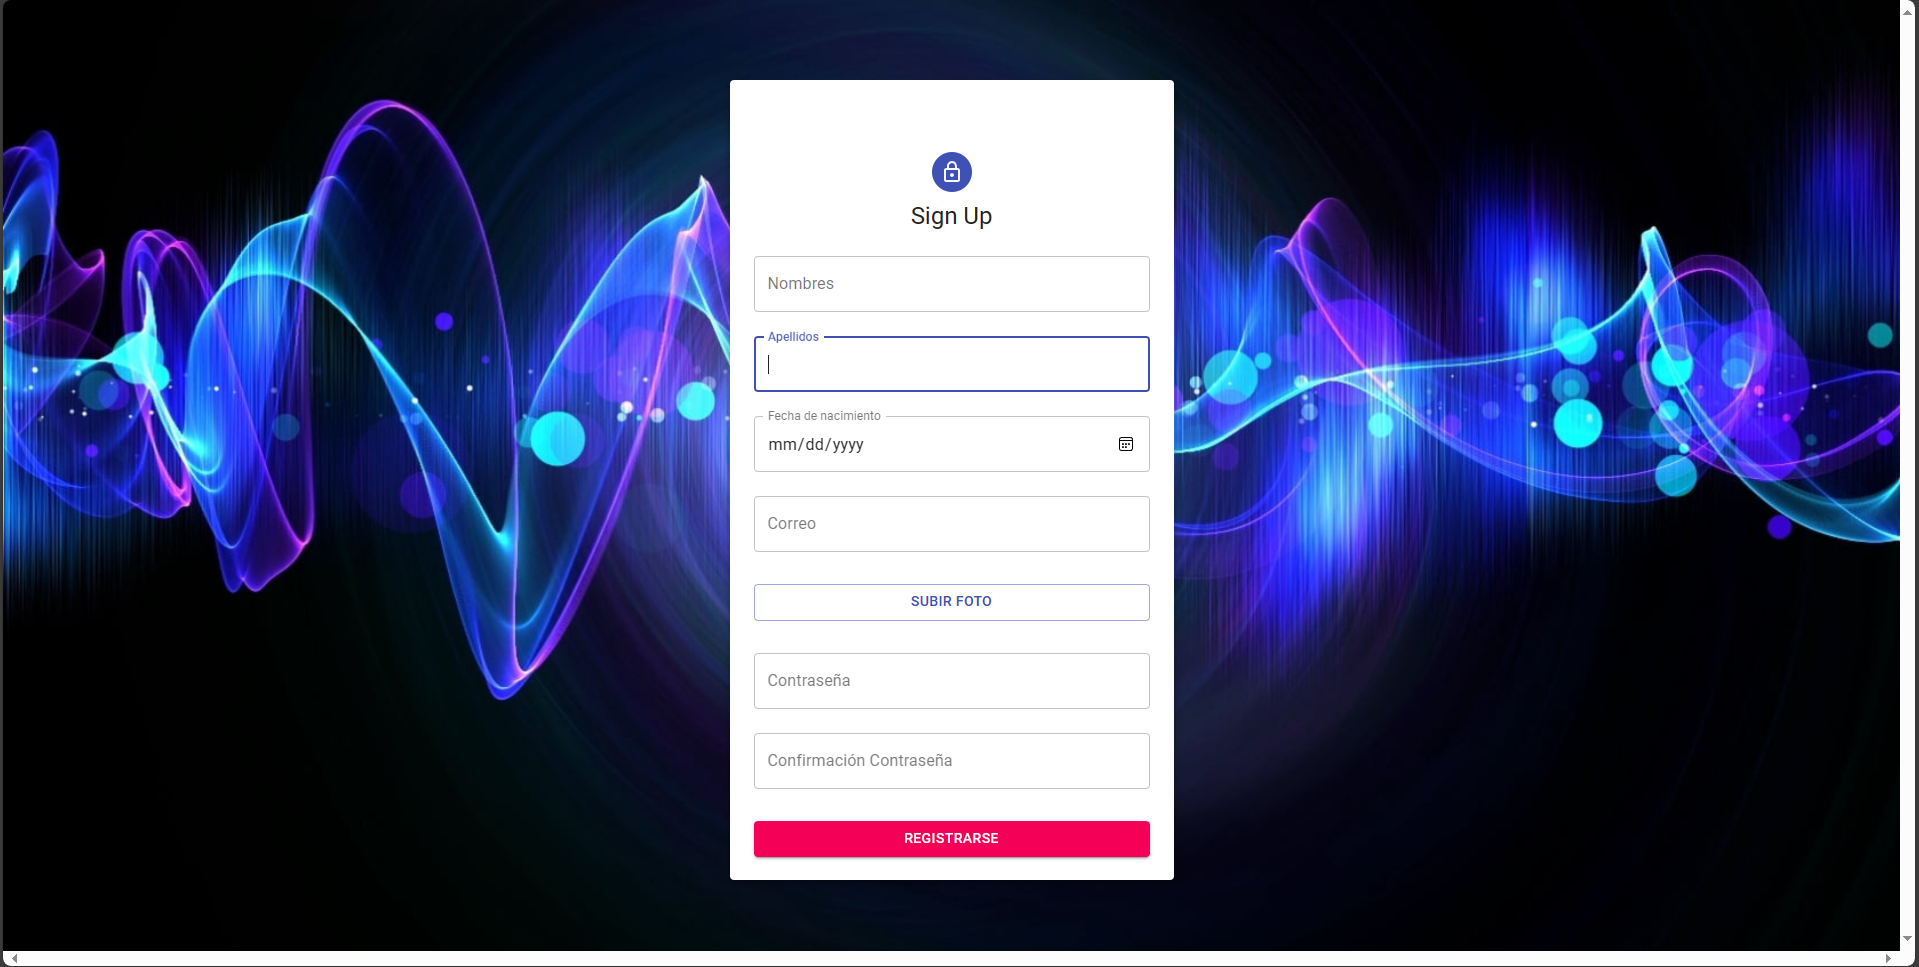 Sign Up
Nombres
Apellidos
Fecha de nacimiento
mm/dd/yyyy
Correo
SUBIR FOTO
Contraseña
Confirmación Contraseña
REGISTRARSE